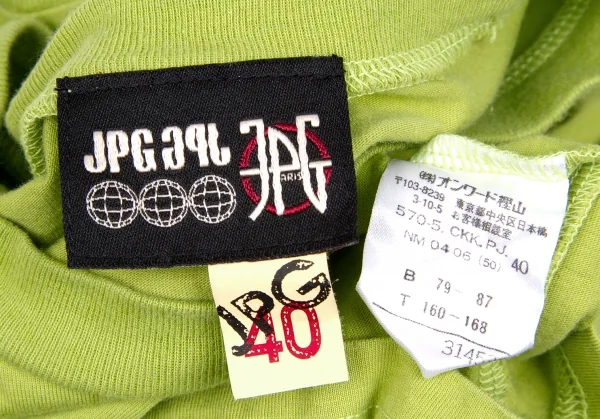 JPG JPG
JPG
PARIS
JPG
40
㈱オンワード樫山
〒103-8239 東京都中央区日本橋
3-10-5 お客様相談室
570-5, CKK.P.J.
NM 04 06 (50) 40
B 79 - 87
T 160 - 168